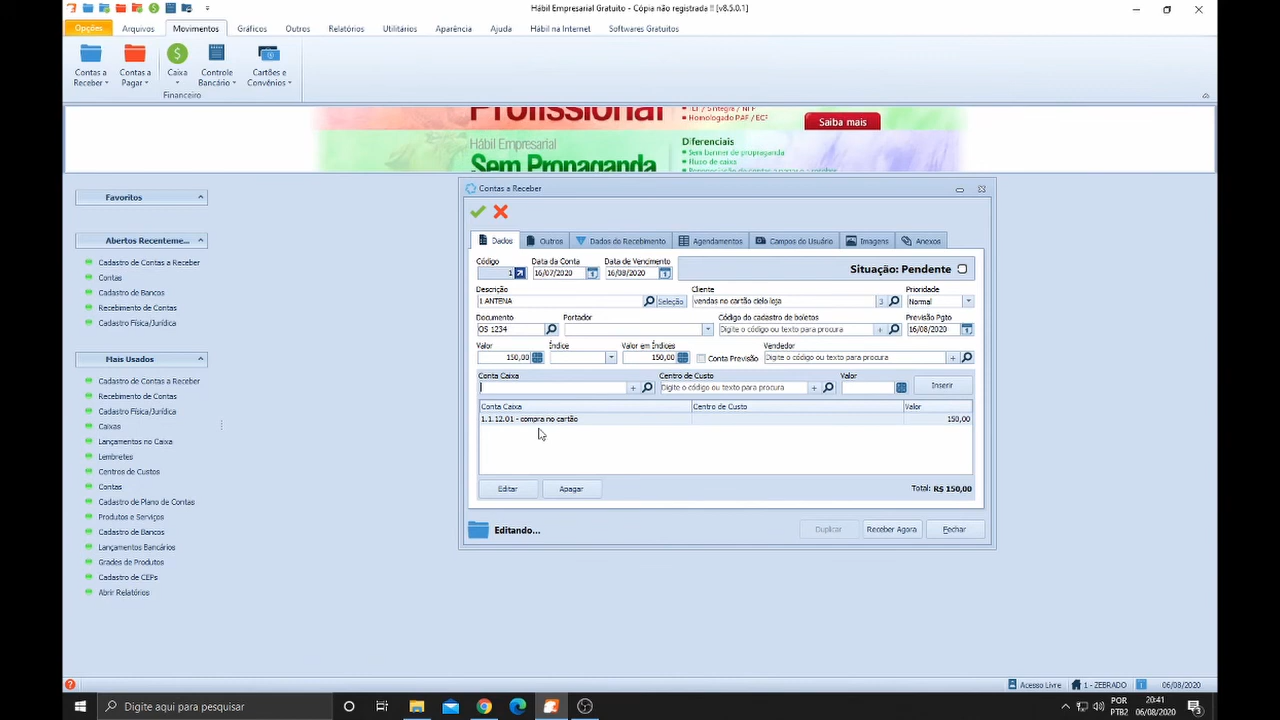 Hábil Empresarial Gratuito - Cópia não registrada !! [v8.5.0.1]
Opções Arquivos Movimentos Gráficos Outros Relatórios Utilitários Aparência Ajuda Hábil na Internet Softwares Gratuitos
Contas a Receber
Contas a Pagar
Caixa
Controle Bancário
Cartões e Convênios
Financeiro
Profissional
• Homologado PAF / ECF
Saiba mais
Hábil Empresarial
Sem Propaganda
Diferenciais
• Sem banner de propaganda
• Fluxo de caixa
Favoritos
Abertos Recenteme...
Cadastro de Contas a Receber
Contas
Cadastro de Bancos
Recebimento de Contas
Cadastro Física/Jurídica
Mais Usados
Cadastro de Contas a Receber
Recebimento de Contas
Cadastro Física/Jurídica
Caixas
Lançamentos no Caixa
Lembretes
Centros de Custo
Contas
Cadastro de Plano de Contas
Produtos e Serviços
Cadastro de Bancos
Lançamentos Bancários
Grades de Produtos
Cadastro de CEPs
Abrir Relatórios
Contas a Receber
Dados Outros Dados do Recebimento Agendamentos Campos do Usuário Imagens Anexos
Código Data da Conta Data de Vencimento
1 16/07/2020 16/08/2020
Situação: Pendente
Descrição Cliente Prioridade
1 ANTENA Seleção vendas no cartão cielo loja 3 Normal
Documento Portador Código do cadastro de boletos Previsão Pgto
OS 1234 Digite o código ou texto para procura 16/08/2020
Valor Índice Valor em Índices Vendedor
150,00 150,00 Conta Previsão Digite o código ou texto para procura
Conta Caixa Centro de Custo Valor
Digite o código ou texto para procura Inserir
Conta Caixa Centro de Custo Valor
1.1.12.01 - compra no cartão 150,00
Editar Apagar Total: R$ 150,00
Editando... Duplicar Receber Agora Fechar
Acesso Livre 1 - ZEBRADO 06/08/2020
Digite aqui para pesquisar
POR
PTB2
20:41
06/08/2020
3